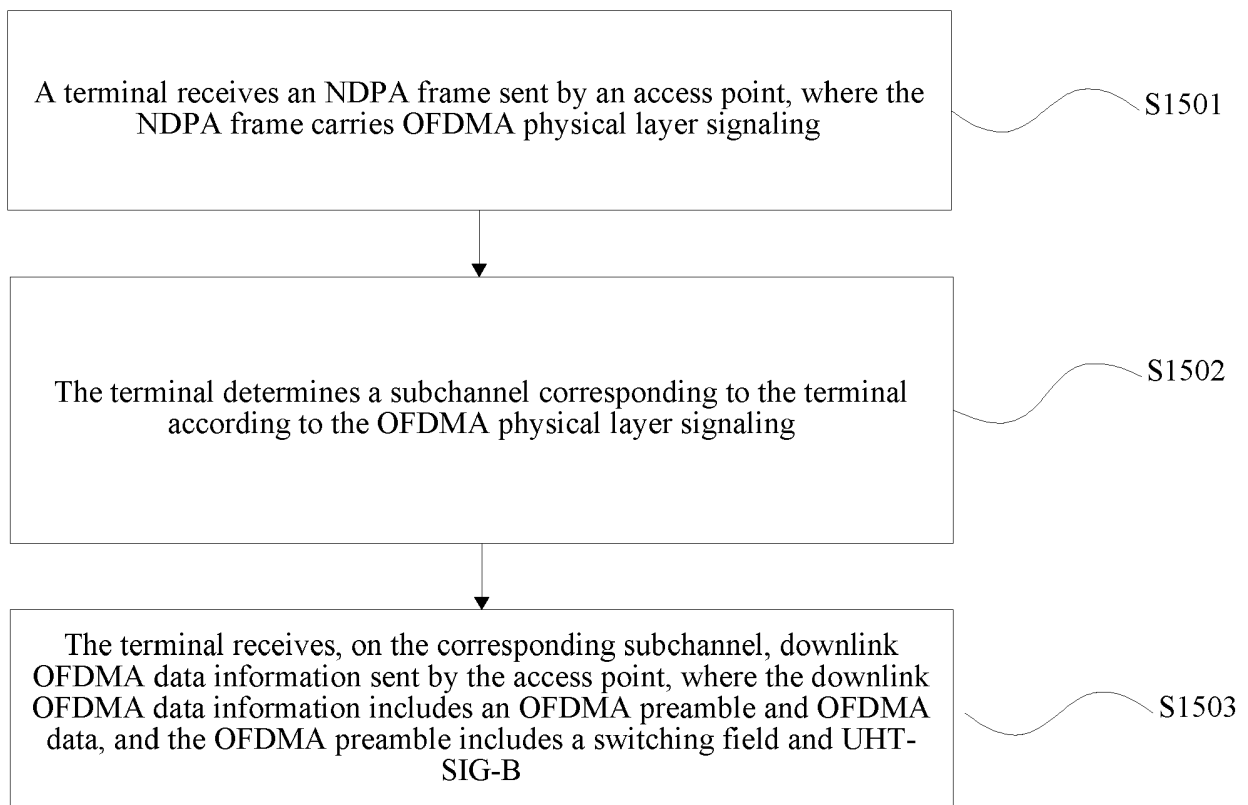 A terminal receives an NDPA frame sent by an access point, where the
NDPA frame carries OFDMA physical layer signaling
S1501
The terminal determines a subchannel corresponding to the terminal
according to the OFDMA physical layer signaling
S1502
The terminal receives, on the corresponding subchannel, downlink
OFDMA data information sent by the access point, where the downlink
OFDMA data information includes an OFDMA preamble and OFDMA
data, and the OFDMA preamble includes a switching field and UHT-
SIG-B
S1503